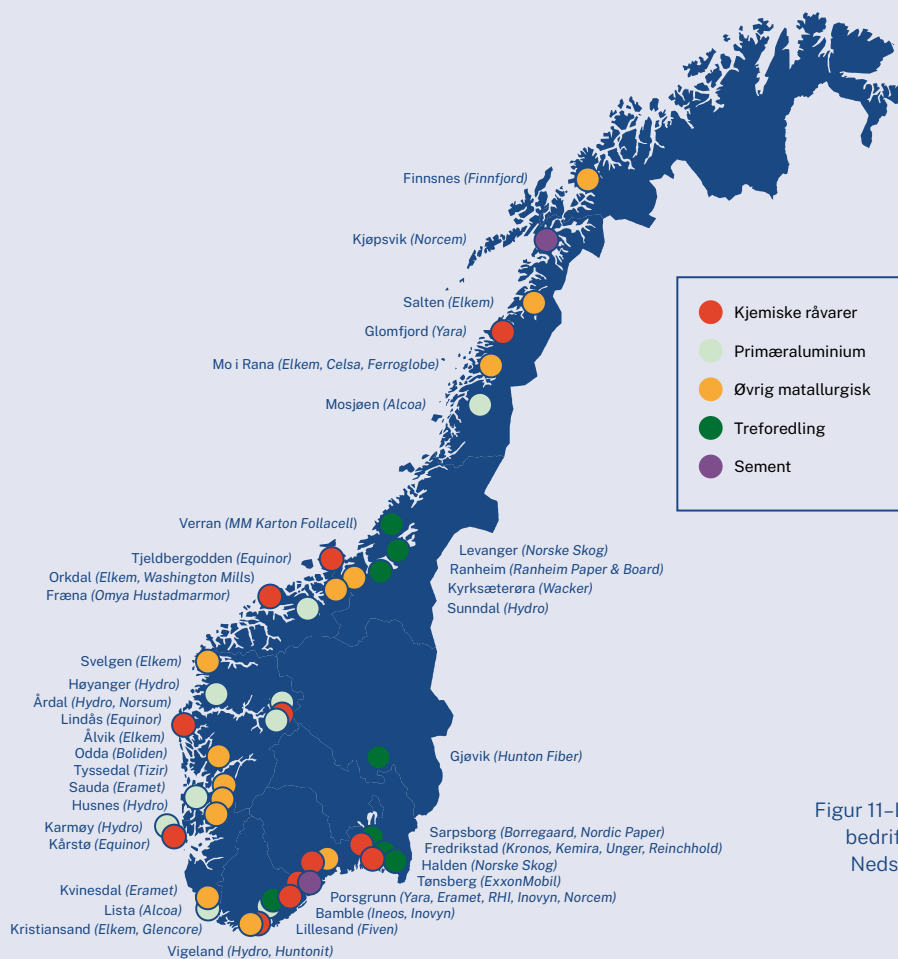 Finnsnes (Finnfjord)
Kjøpsvik (Norcem)
Salten (Elkem)
Glomfjord (Yara)
Mo i Rana (Elkem, Celsa, Ferroglobe)
Mosjøen (Alcoa)
Kjemiske råvarer
Primæraluminium
Øvrig matallurgisk
Treforedling
Sement
Verran (MM Karton Follacell)
Tjeldbergodden (Equinor)
Orkdal (Elkem, Washington Mills)
Fræna (Omya Hustadmarmor)
Levanger (Norske Skog)
Ranheim (Ranheim Paper & Board)
Kyrksæterøra (Wacker)
Sunndal (Hydro)
Svelgen (Elkem)
Høyanger (Hydro)
Årdal (Hydro, Norsun)
Lindås (Equinor)
Ålvik (Elkem)
Odda (Boliden)
Tyssedal (Tizir)
Sauda (Eramet)
Husnes (Hydro)
Karmøy (Hydro)
Kårstø (Equinor)
Gjøvik (Hunton Fiber)
Kvinesdal (Eramet)
Lista (Alcoa)
Kristiansand (Elkem, Glencore)
Vigeland (Hydro, Huntonit)
Sarpsborg (Borregaard, Nordic Paper)
Fredrikstad (Kronos, Kemira, Unger, Reinchhold)
Halden (Norske Skog)
Tønsberg (ExxonMobil)
Porsgrunn (Yara, Eramet, RHI, Inovyn, Norcem)
Bamble (Ineos, Inovyn)
Lillesand (Fiven)
Figur 11-
bedrif
Neds